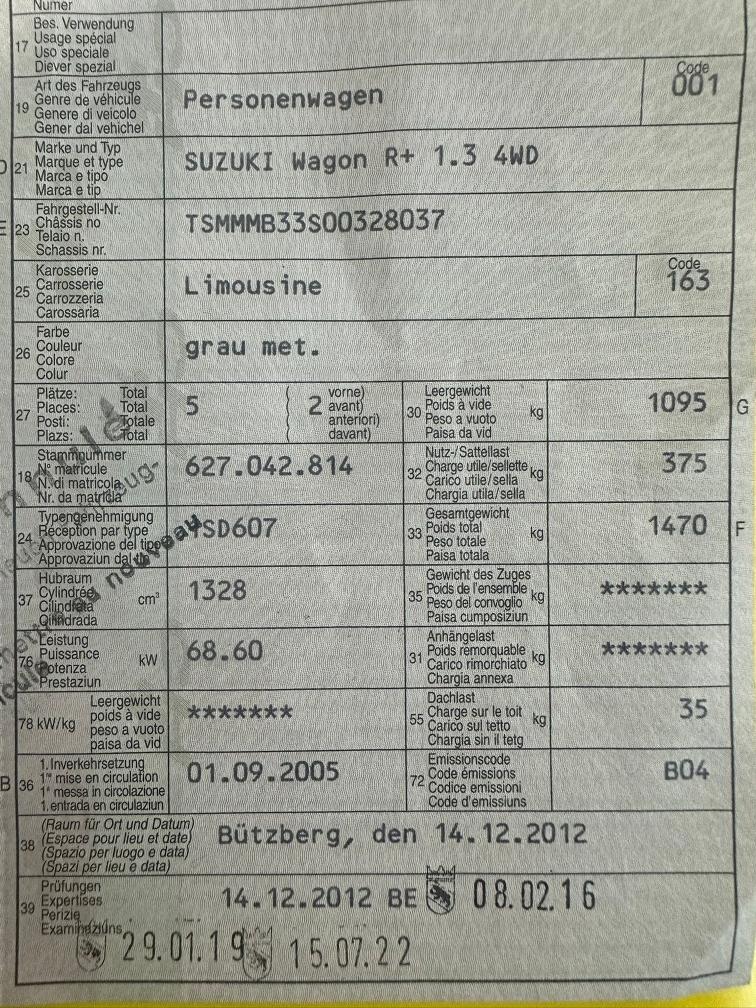 Numer
17 Bes. Verwendung
Usage spécial
Uso speciale
Diever spezial
19 Art des Fahrzeugs
Genre de véhicule
Genere di veicolo
Gener dal vehichel
Personenwagen
Code
001
D 21 Marke und Typ
Marque et type
Marca e tipo
Marca e tip
SUZUKI Wagon R+ 1.3 4WD
E 23 Fahrgestell-Nr.
Châssis no
Telaio n.
Schassis nr.
TSMMMB33S00328037
25 Karosserie
Carrosserie
Carrozzeria
Carossaria
Limousine
Code
163
26 Farbe
Couleur
Colore
Colur
grau met.
27 Plätze: Total
Places: Total
Posti: Totale
Plazs: Total
5 2 vorne)
avant)
anteriori)
davant)
30 Leergewicht
Poids à vide
Peso a vuoto
Paisa da vid
kg
1095 G
18 Stammnummer
N° matricule
N. di matricola
Nr. da matricla
627.042.814
32 Nutz-/Sattellast
Charge utile/sellette
Carico utile/sella
Chargia utila/sella
kg
375
24 Typengenehmigung
Réception par type
Approvazione del tipo
Approvaziun dal tip
TSD607
33 Gesamtgewicht
Poids total
Peso totale
Paisa totala
kg
1470 F
37 Hubraum
Cylindrée
Cilindrata
Cilindrada
cm³
1328
35 Gewicht des Zuges
Poids de l'ensemble
Peso del convoglio
Paisa cumposiziun
kg
*******
76 Leistung
Puissance
Potenza
Prestaziun
kW
68.60
31 Anhängelast
Poids remorquable
Carico rimorchiato
Chargia annexa
kg
*******
78 kW/kg Leergewicht
poids à vide
peso a vuoto
paisa da vid
*******
55 Dachlast
Charge sur le toit
Carico sul tetto
Chargia sin il tetg
kg
35
B 36 1. Inverkehrsetzung
1re mise en circulation
1a messa in circolazione
1. entrada en circulaziun
01.09.2005
72 Emissionscode
Code émissions
Codice emissioni
Code d'emissiuns
B04
38 (Raum für Ort und Datum)
(Espace pour lieu et date)
(Spazio per luogo e data)
(Spazi per lieu e data)
Bützberg, den 14.12.2012
39 Prüfungen
Expertises
Perizie
Examinaziuns
14.12.2012 BE 08.02.16
29.01.19 15.07.22
au nouveau